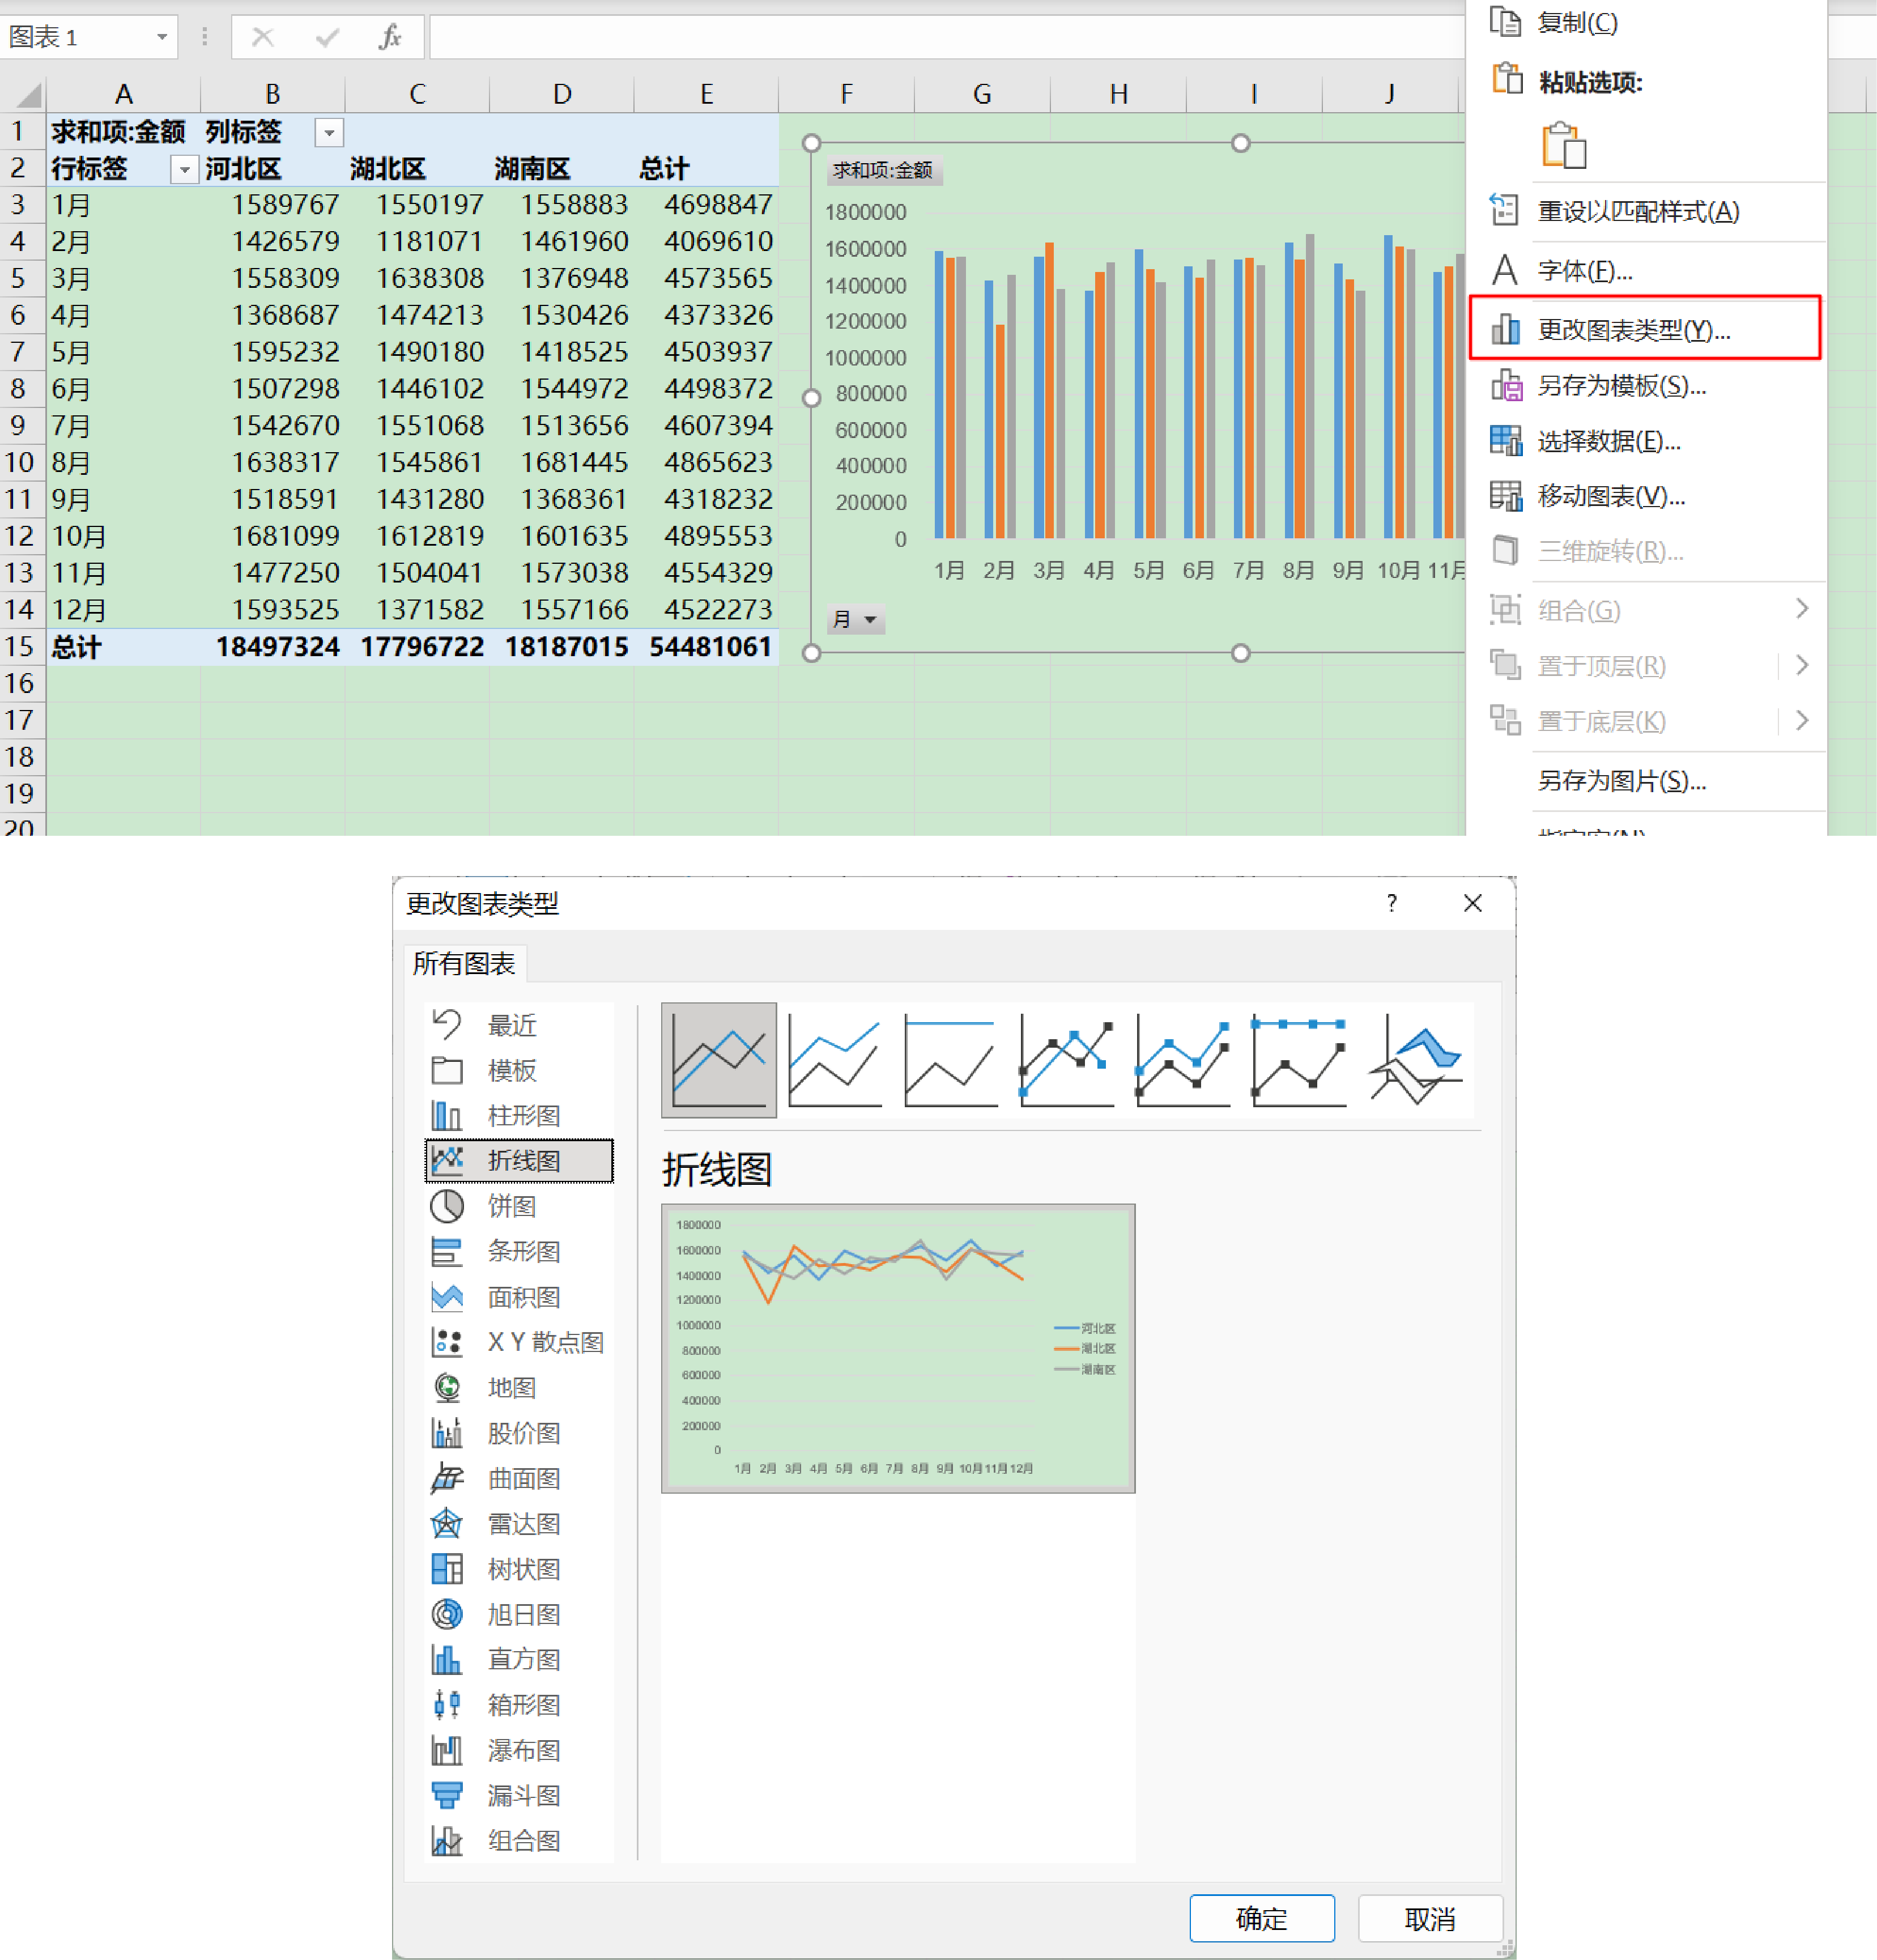 图表 1
fx
A B C D E F G H I J
1 求和项:金额 列标签
2 行标签 河北区 湖北区 湖南区 总计
3 1月 1589767 1550197 1558883 4698847
4 2月 1426579 1181071 1461960 4069610
5 3月 1558309 1638308 1376948 4573565
6 4月 1368687 1474213 1530426 4373326
7 5月 1595232 1490180 1418525 4503937
8 6月 1507298 1446102 1544972 4498372
9 7月 1542670 1551068 1513656 4607394
10 8月 1638317 1545861 1681445 4865623
11 9月 1518591 1431280 1368361 4318232
12 10月 1681099 1612819 1601635 4895553
13 11月 1477250 1504041 1573038 4554329
14 12月 1593525 1371582 1557166 4522273
15 总计 18497324 17796722 18187015 54481061
16
17
18
19
20
求和项:金额
1800000
1600000
1400000
1200000
1000000
800000
600000
400000
200000
0
1月 2月 3月 4月 5月 6月 7月 8月 9月 10月 11月
月
复制(C)
粘贴选项:
重设以匹配样式(A)
字体(F)...
更改图表类型(Y)...
另存为模板(S)...
选择数据(E)...
移动图表(V)...
三维旋转(R)...
组合(G)
置于顶层(R)
置于底层(K)
另存为图片(S)...
更改图表类型 ?
所有图表
最近
模板
柱形图
折线图
饼图
条形图
面积图
X Y 散点图
地图
股价图
曲面图
雷达图
树状图
旭日图
直方图
箱形图
瀑布图
漏斗图
组合图
折线图
1800000
1600000
1400000
1200000
1000000
800000
600000
400000
200000
0
1月 2月 3月 4月 5月 6月 7月 8月 9月 10月 11月 12月
河北区
湖北区
湖南区
确定 取消